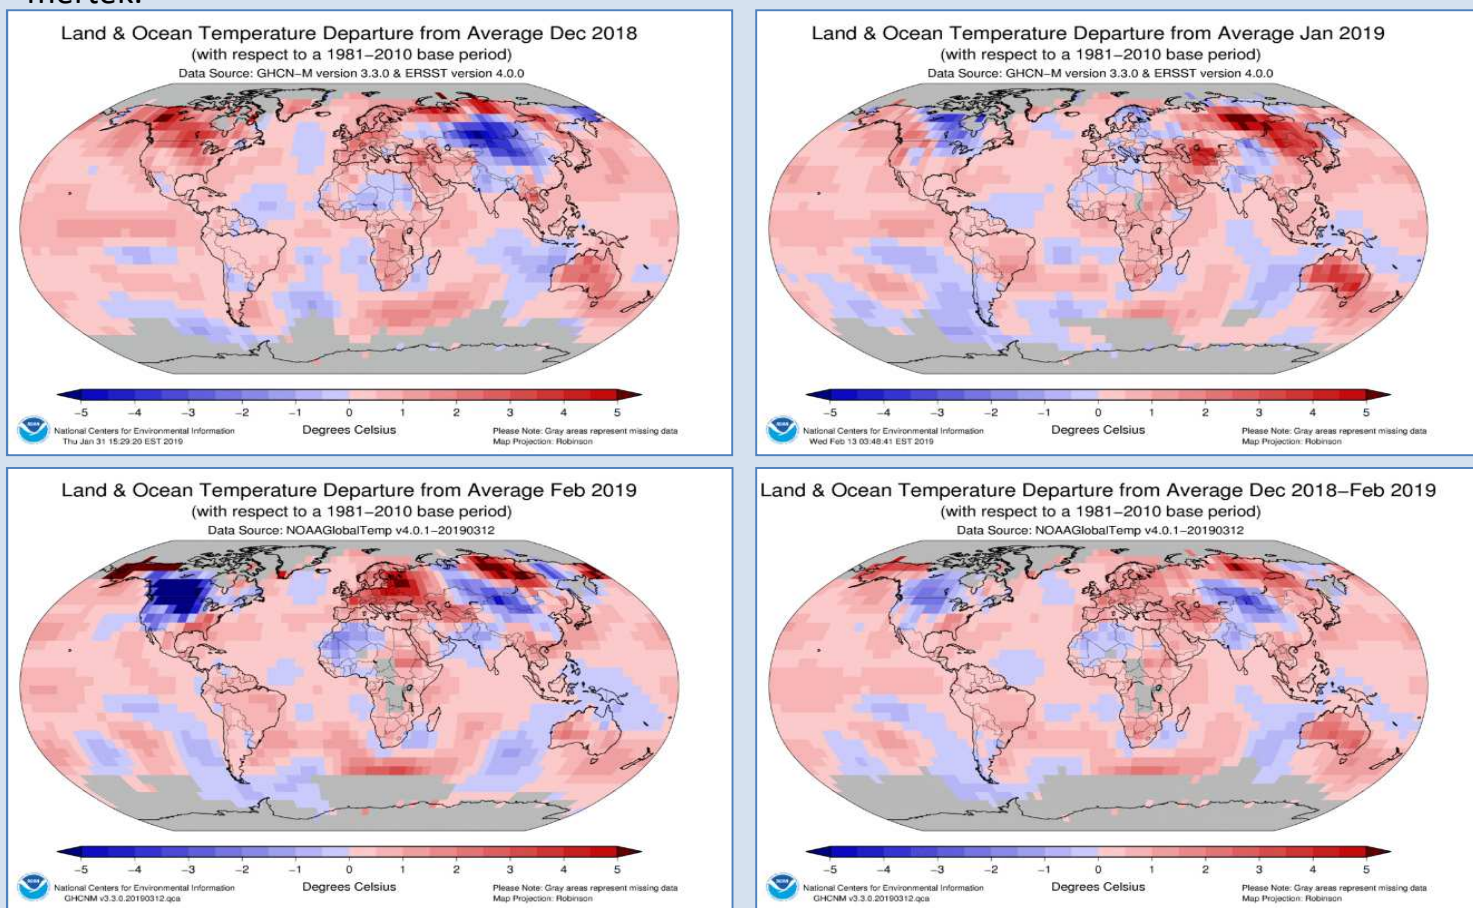 mértek.
Land & Ocean Temperature Departure from Average Dec 2018
(with respect to a 1981–2010 base period)
Data Source: GHCN–M version 3.3.0 & ERSST version 4.0.0
−5 −4 −3 −2 −1 0 1 2 3 4 5
National Centers for Environmental Information
Thu Jan 31 15:29:20 EST 2019
Degrees Celsius
Please Note: Gray areas represent missing data
Map Projection: Robinson
Land & Ocean Temperature Departure from Average Jan 2019
(with respect to a 1981–2010 base period)
Data Source: GHCN–M version 3.3.0 & ERSST version 4.0.0
−5 −4 −3 −2 −1 0 1 2 3 4 5
National Centers for Environmental Information
Wed Feb 13 03:48:41 EST 2019
Degrees Celsius
Please Note: Gray areas represent missing data
Map Projection: Robinson
Land & Ocean Temperature Departure from Average Feb 2019
(with respect to a 1981–2010 base period)
Data Source: NOAAGlobalTemp v4.0.1–20190312
−5 −4 −3 −2 −1 0 1 2 3 4 5
National Centers for Environmental Information
GHCNM v3.3.0.20190312.qca
Degrees Celsius
Please Note: Gray areas represent missing data
Map Projection: Robinson
Land & Ocean Temperature Departure from Average Dec 2018–Feb 2019
(with respect to a 1981–2010 base period)
Data Source: NOAAGlobalTemp v4.0.1–20190312
−5 −4 −3 −2 −1 0 1 2 3 4 5
National Centers for Environmental Information
GHCNM v3.3.0.20190312.qca
Degrees Celsius
Please Note: Gray areas represent missing data
Map Projection: Robinson